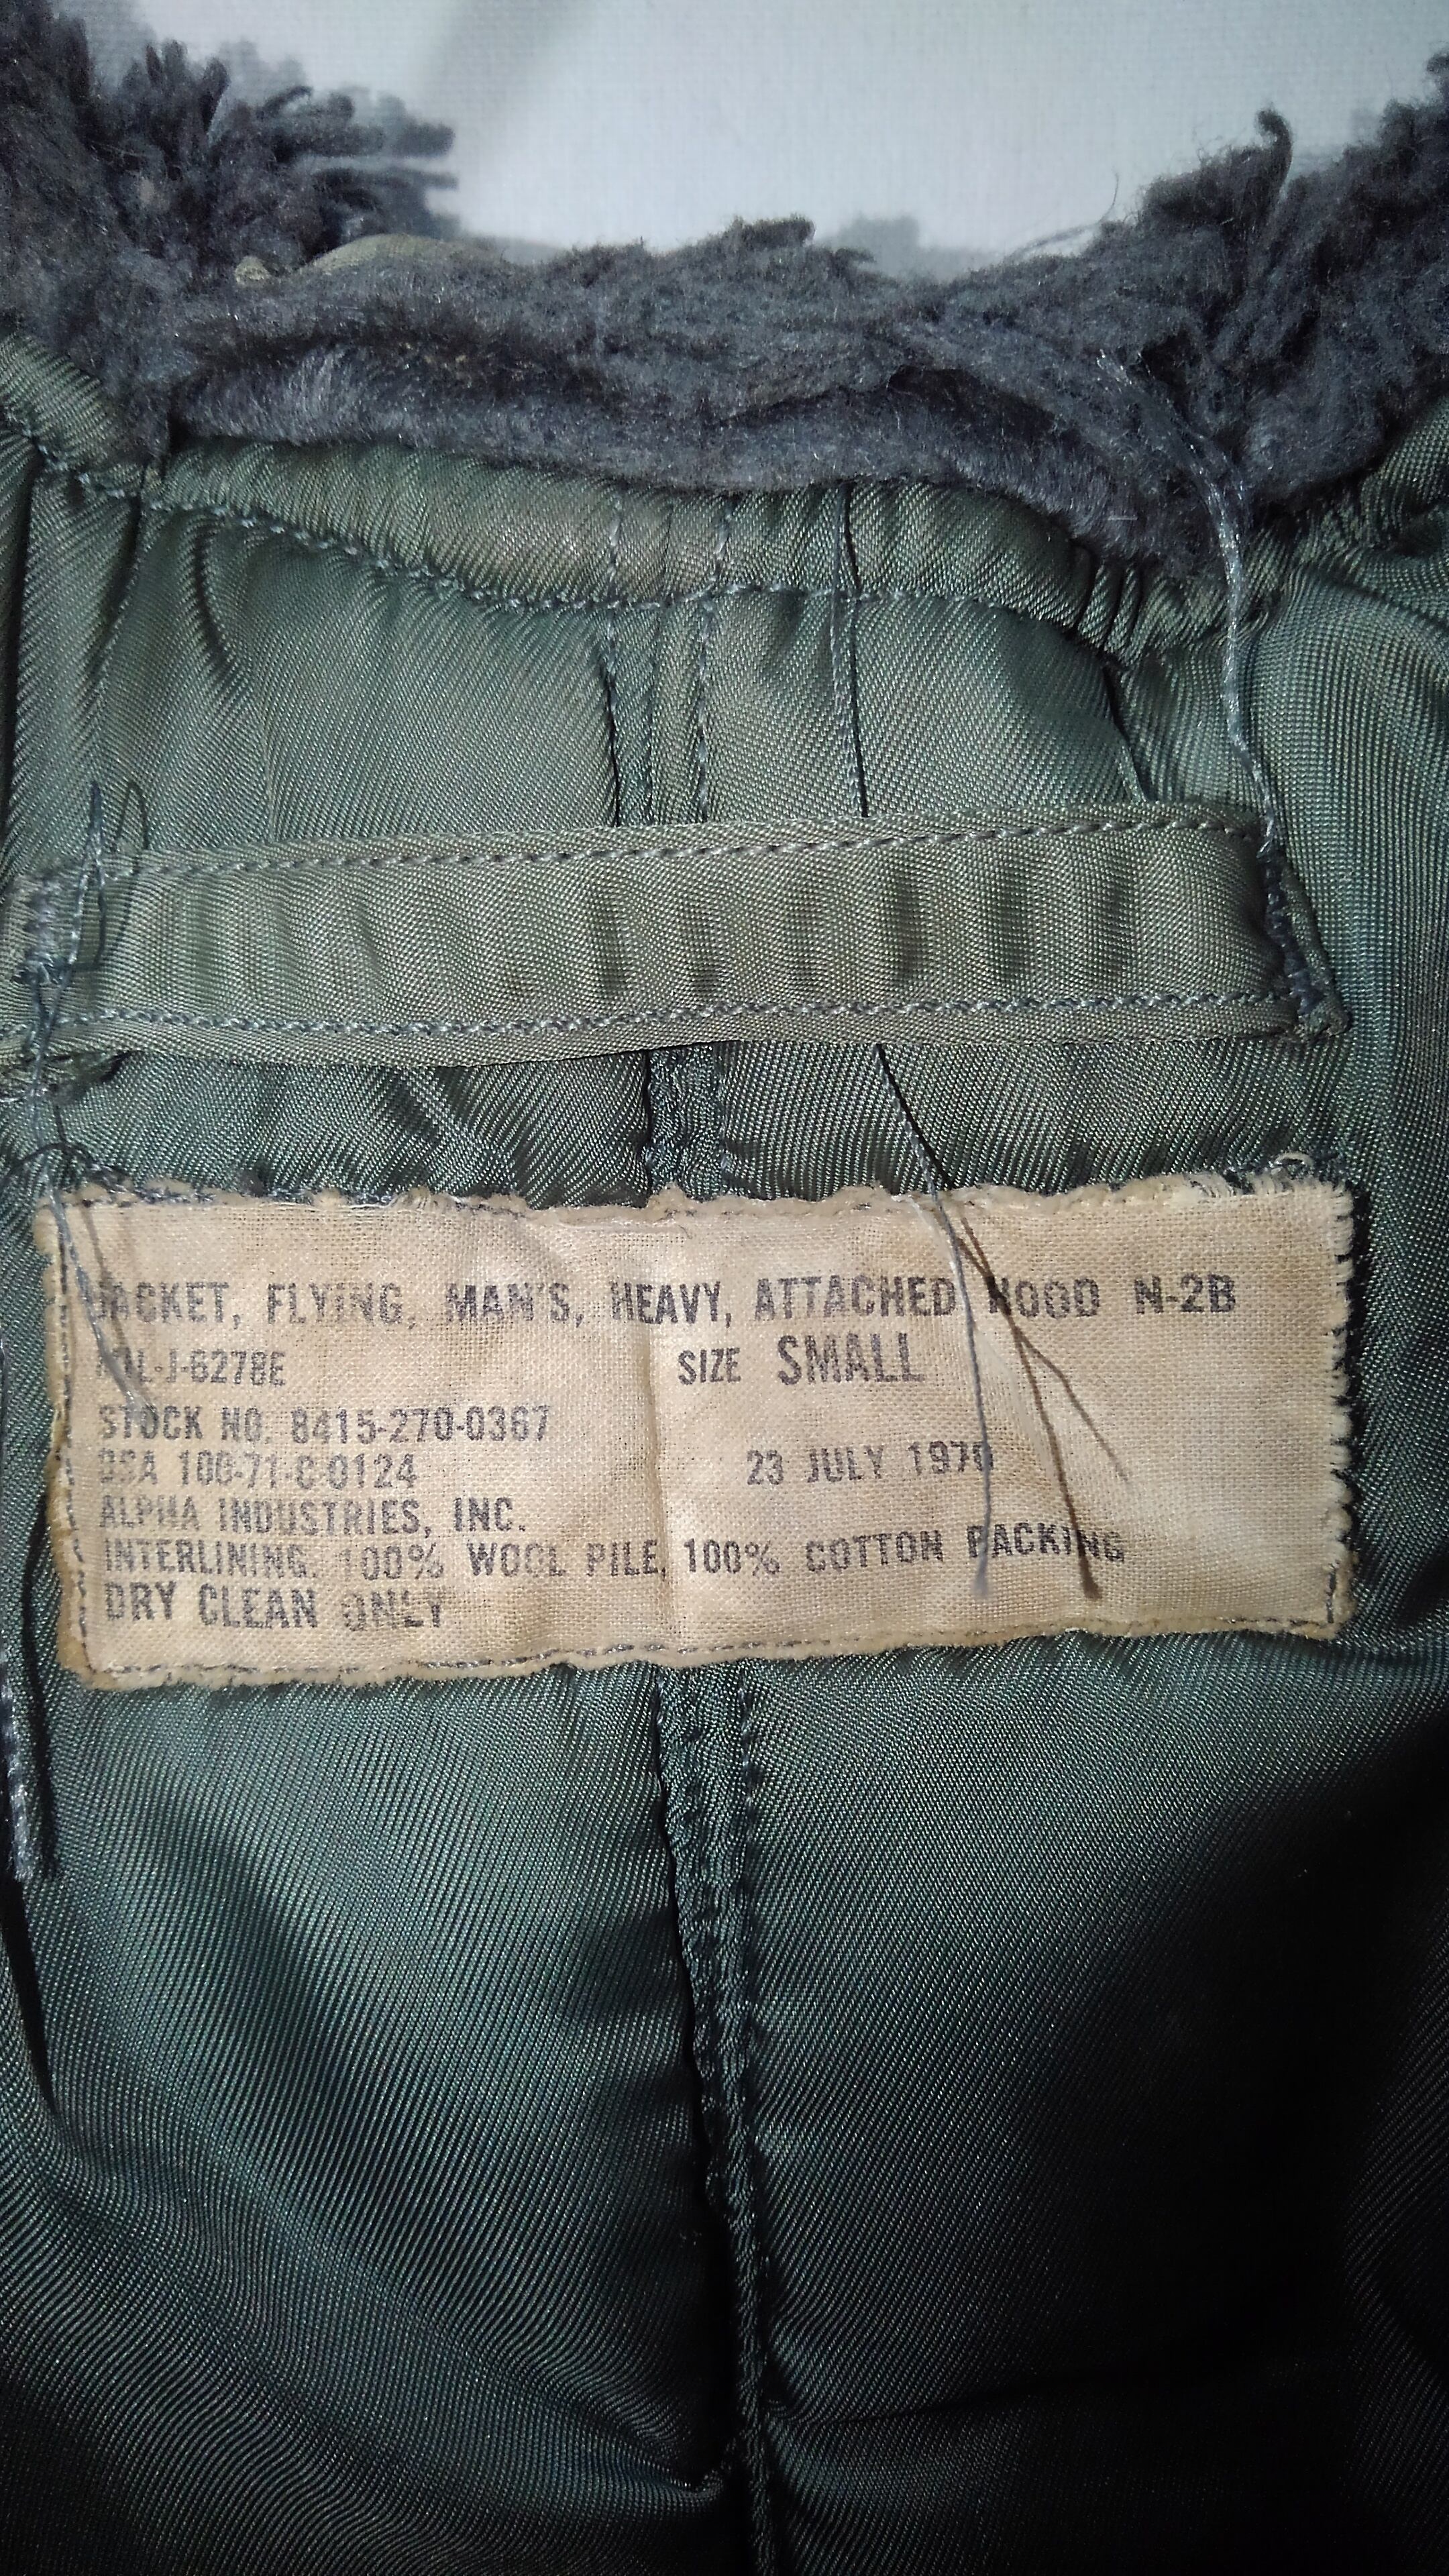 JACKET, FLYING, MAN'S, HEAVY, ATTACHED HOOD N-2B
MIL-J-6278E SIZE SMALL
STOCK NO. 8415-270-0367
DSA 100-71-C-0124 23 JULY 1970
ALPHA INDUSTRIES, INC.
INTERLINING. 100% WOOL PILE, 100% COTTON BACKING
DRY CLEAN ONLY